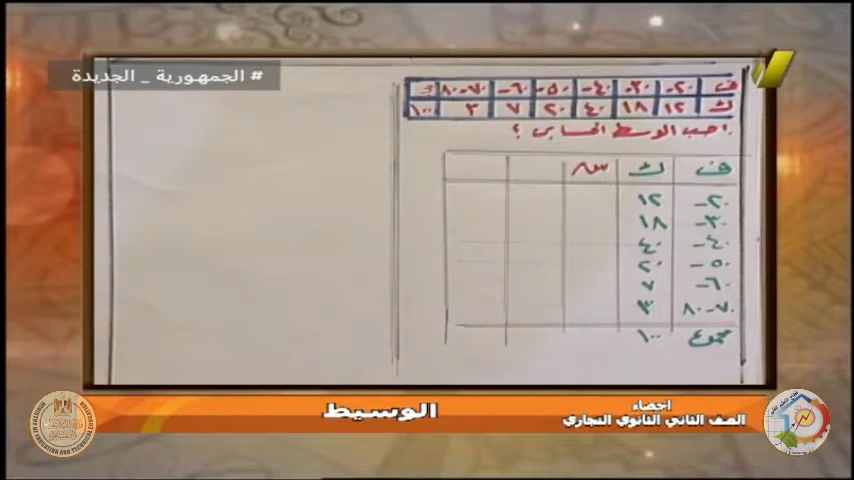 # الجمهورية _ الجديدة
ف ٢٠- ٣٠- ٤٠- ٥٠- ٦٠- ٧٠-٨٠
ك ١٢ ١٨ ٤٠ ٢٠ ٧ ٣ ١٠٠
احسب الوسط الحسابى ؟
ف ك س
٢٠- ١٢
٣٠- ١٨
٤٠- ٤٠
٥٠- ٢٠
٦٠- ٧
٧٠-٨٠ ٣
مجموع ١٠٠
احصاء
الصف الثاني الثانوي التجاري
الوسيط